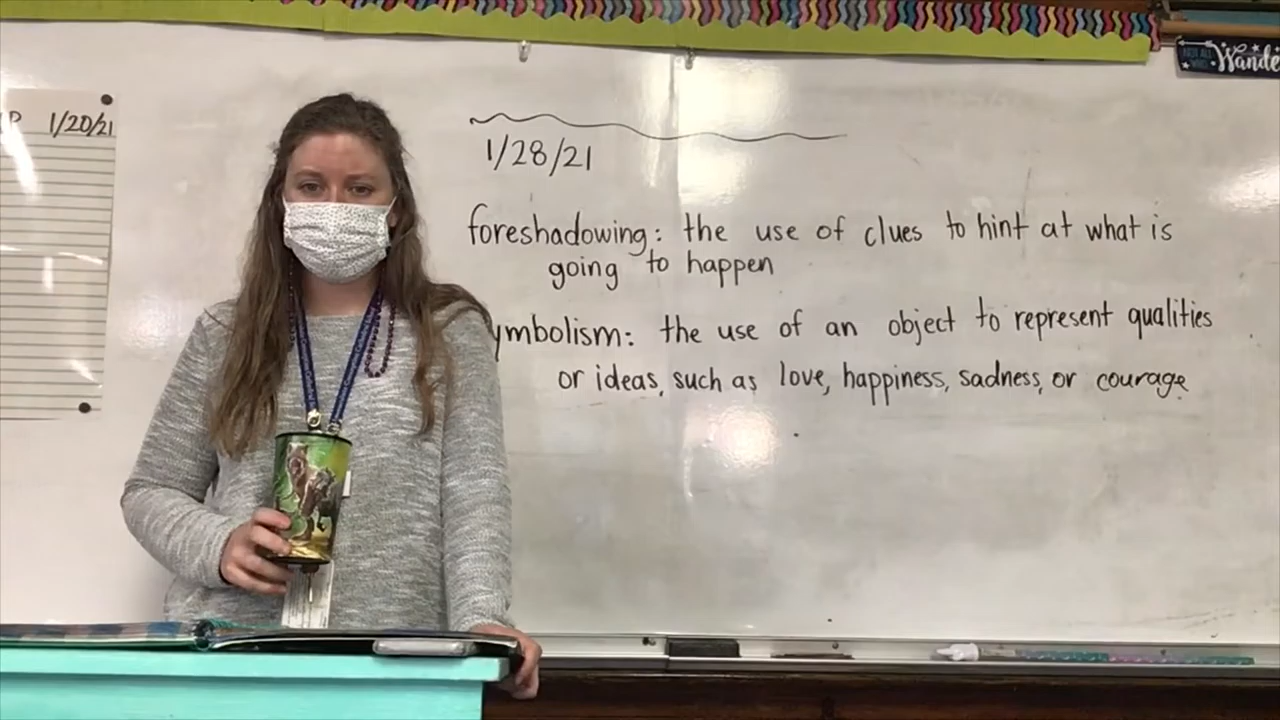 1/20/21
Wande
1/28/21
foreshadowing: the use of clues to hint at what is
going to happen
ymbolism: the use of an object to represent qualities
or ideas, such as love, happiness, sadness, or courage